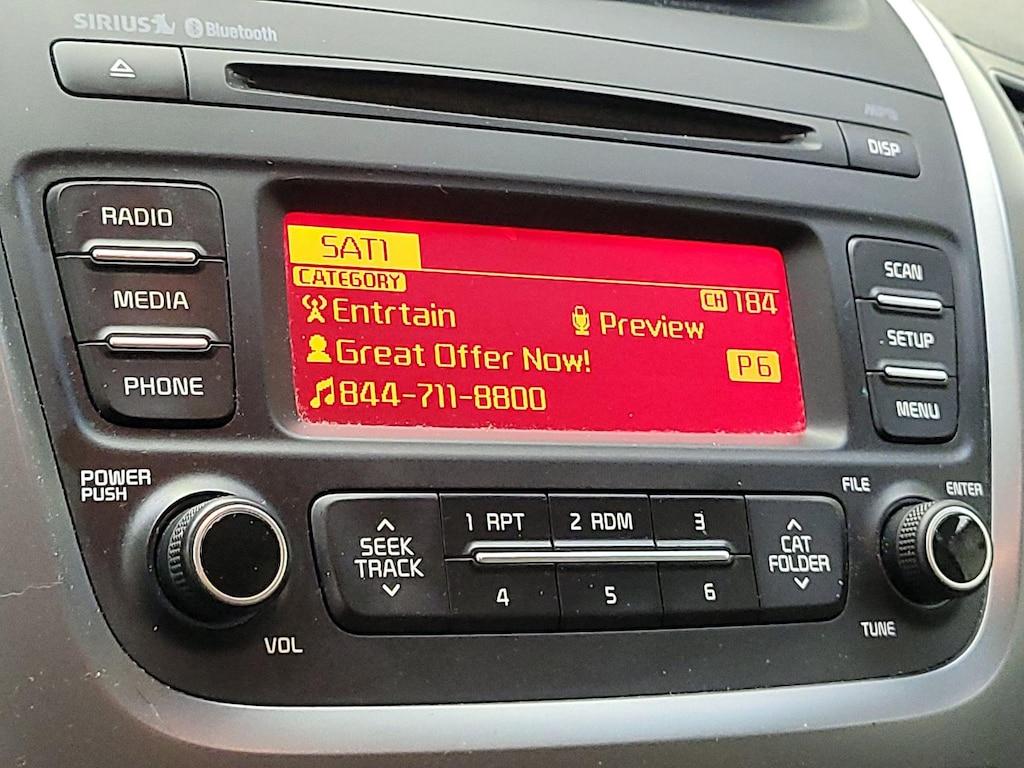 SIRIUS Bluetooth
MP3
DISP
RADIO
MEDIA
PHONE
SAT1
CATEGORY
CH 184
Entrtain
Preview
Great Offer Now!
P6
844-711-8800
SCAN
SETUP
MENU
POWER
PUSH
VOL
SEEK
TRACK
1 RPT
2 RDM
3
4
5
6
CAT
FOLDER
FILE
ENTER
TUNE